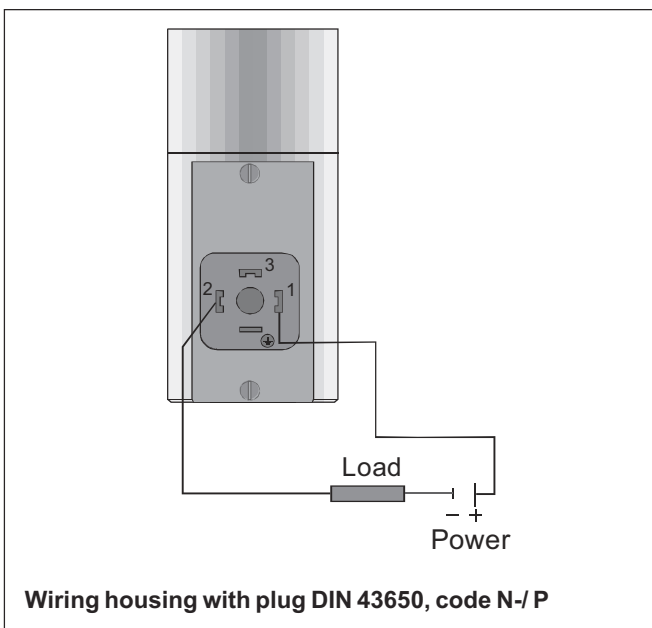 3
2 1
Load
– +
Power
Wiring housing with plug DIN 43650, code N-/ P